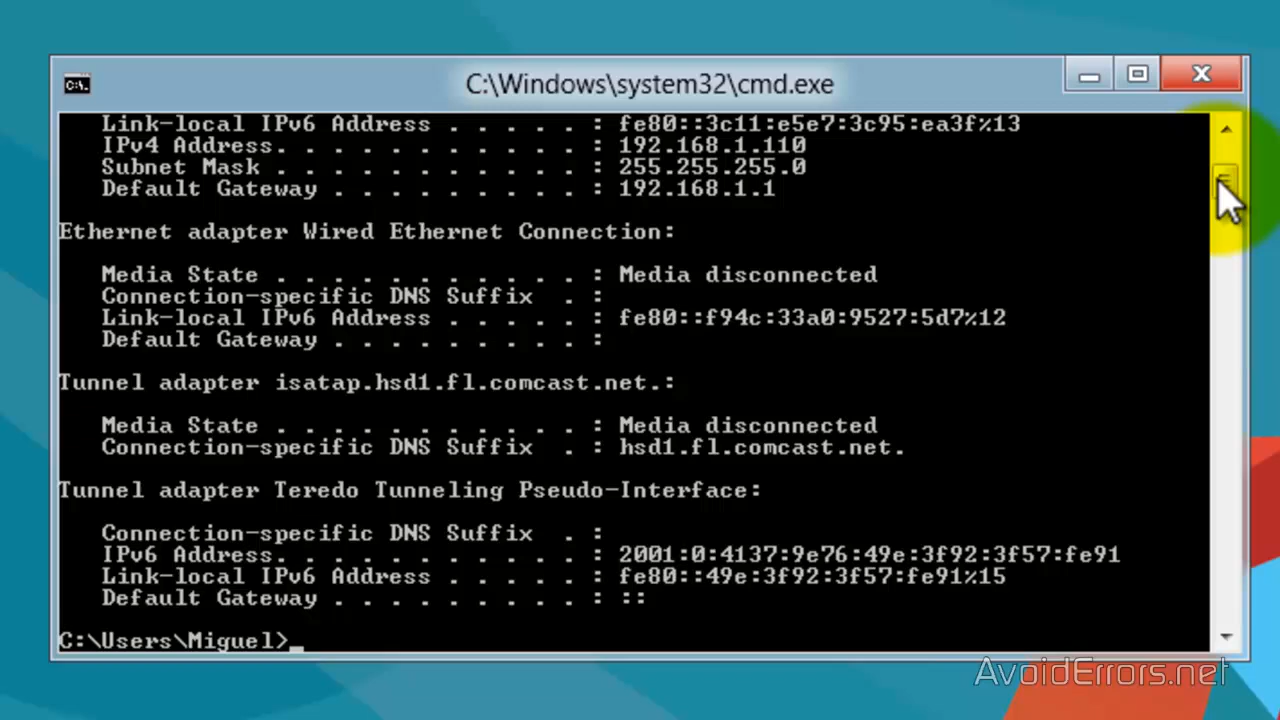 C:\Windows\system32\cmd.exe
Link-local IPv6 Address . . . . . : fe80::3c11:e5e7:3c95:ea3f%13
IPv4 Address. . . . . . . . . . . : 192.168.1.110
Subnet Mask . . . . . . . . . . . : 255.255.255.0
Default Gateway . . . . . . . . . : 192.168.1.1
Ethernet adapter Wired Ethernet Connection:
Media State . . . . . . . . . . . : Media disconnected
Connection-specific DNS Suffix  . :
Link-local IPv6 Address . . . . . : fe80::f94c:33a0:9527:5d7%12
Default Gateway . . . . . . . . . :
Tunnel adapter isatap.hsd1.fl.comcast.net.:
Media State . . . . . . . . . . . : Media disconnected
Connection-specific DNS Suffix  . : hsd1.fl.comcast.net.
Tunnel adapter Teredo Tunneling Pseudo-Interface:
Connection-specific DNS Suffix  . :
IPv6 Address. . . . . . . . . . . : 2001:0:4137:9e76:49e:3f92:3f57:fe91
Link-local IPv6 Address . . . . . : fe80::49e:3f92:3f57:fe91%15
Default Gateway . . . . . . . . . : ::
C:\Users\Miguel>_
AvoidErrors.net